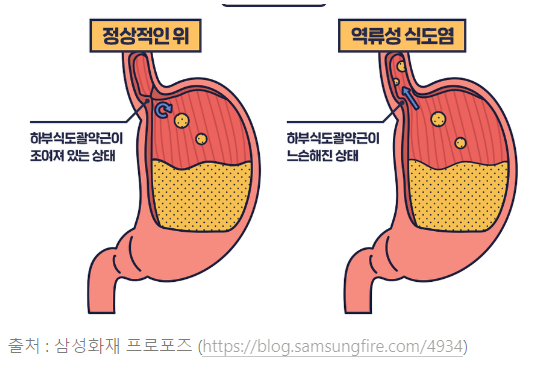 정상적인 위
역류성 식도염
하부식도괄약근이
조여져 있는 상태
하부식도괄약근이
느슨해진 상태
출처 : 삼성화재 프로포즈 (https://blog.samsungfire.com/4934)